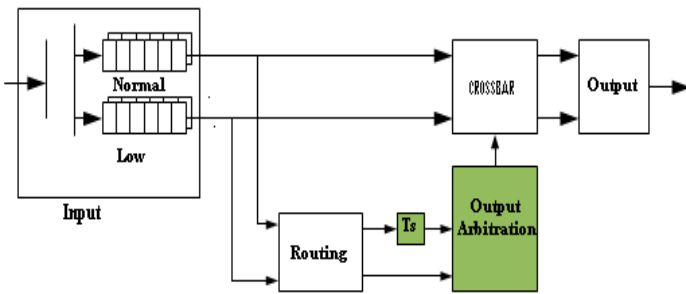 Normal
Low
Input
CROSSBAR
Output
Routing
Ts
Output
Arbitration